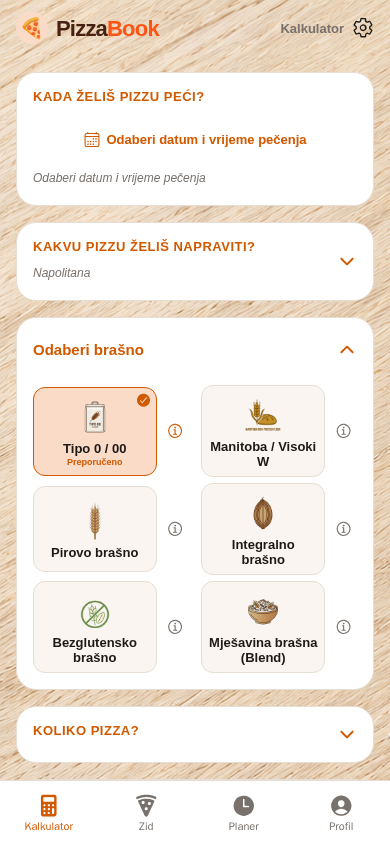 PizzaBook
Kalkulator
KADA ŽELIŠ PIZZU PEĆI?
Odaberi datum i vrijeme pečenja
Odaberi datum i vrijeme pečenja
KAKVU PIZZU ŽELIŠ NAPRAVITI?
Napolitana
Odaberi brašno
Tipo 0 / 00
Preporučeno
Manitoba / Visoki
W
Pirovo brašno
Integralno
brašno
Bezglutensko
brašno
Mješavina brašna
(Blend)
KOLIKO PIZZA?
Kalkulator
Zid
Planer
Profil